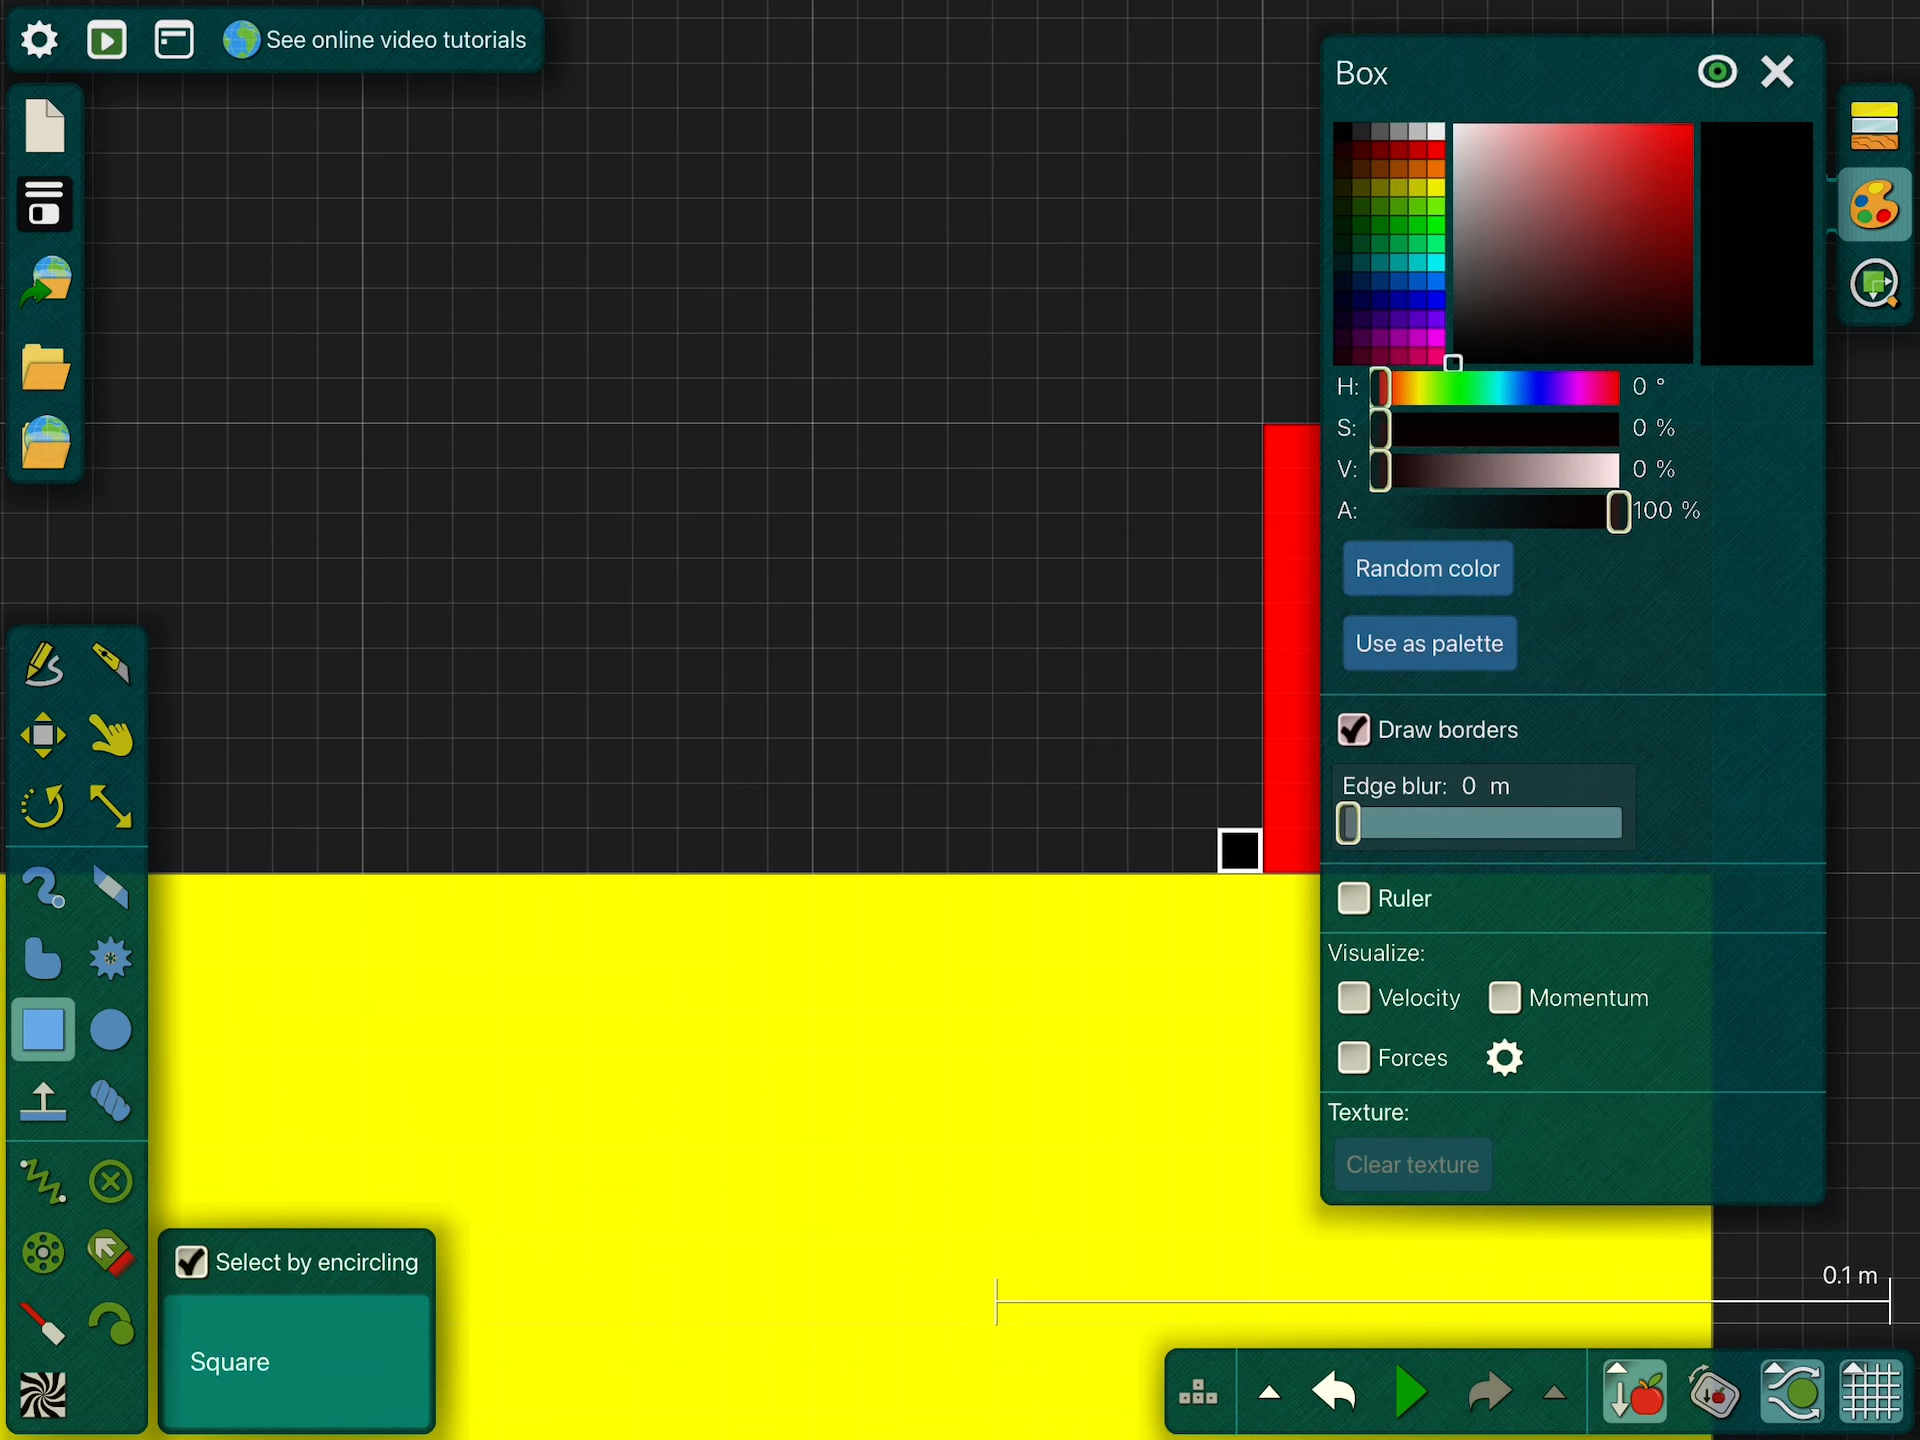 See online video tutorials
Box
H: 0 °
S: 0 %
V: 0 %
A: 100 %
Random color
Use as palette
Draw borders
Edge blur: 0 m
Ruler
Visualize:
Velocity Momentum
Forces
Texture:
Clear texture
Select by encircling
Square
0.1 m